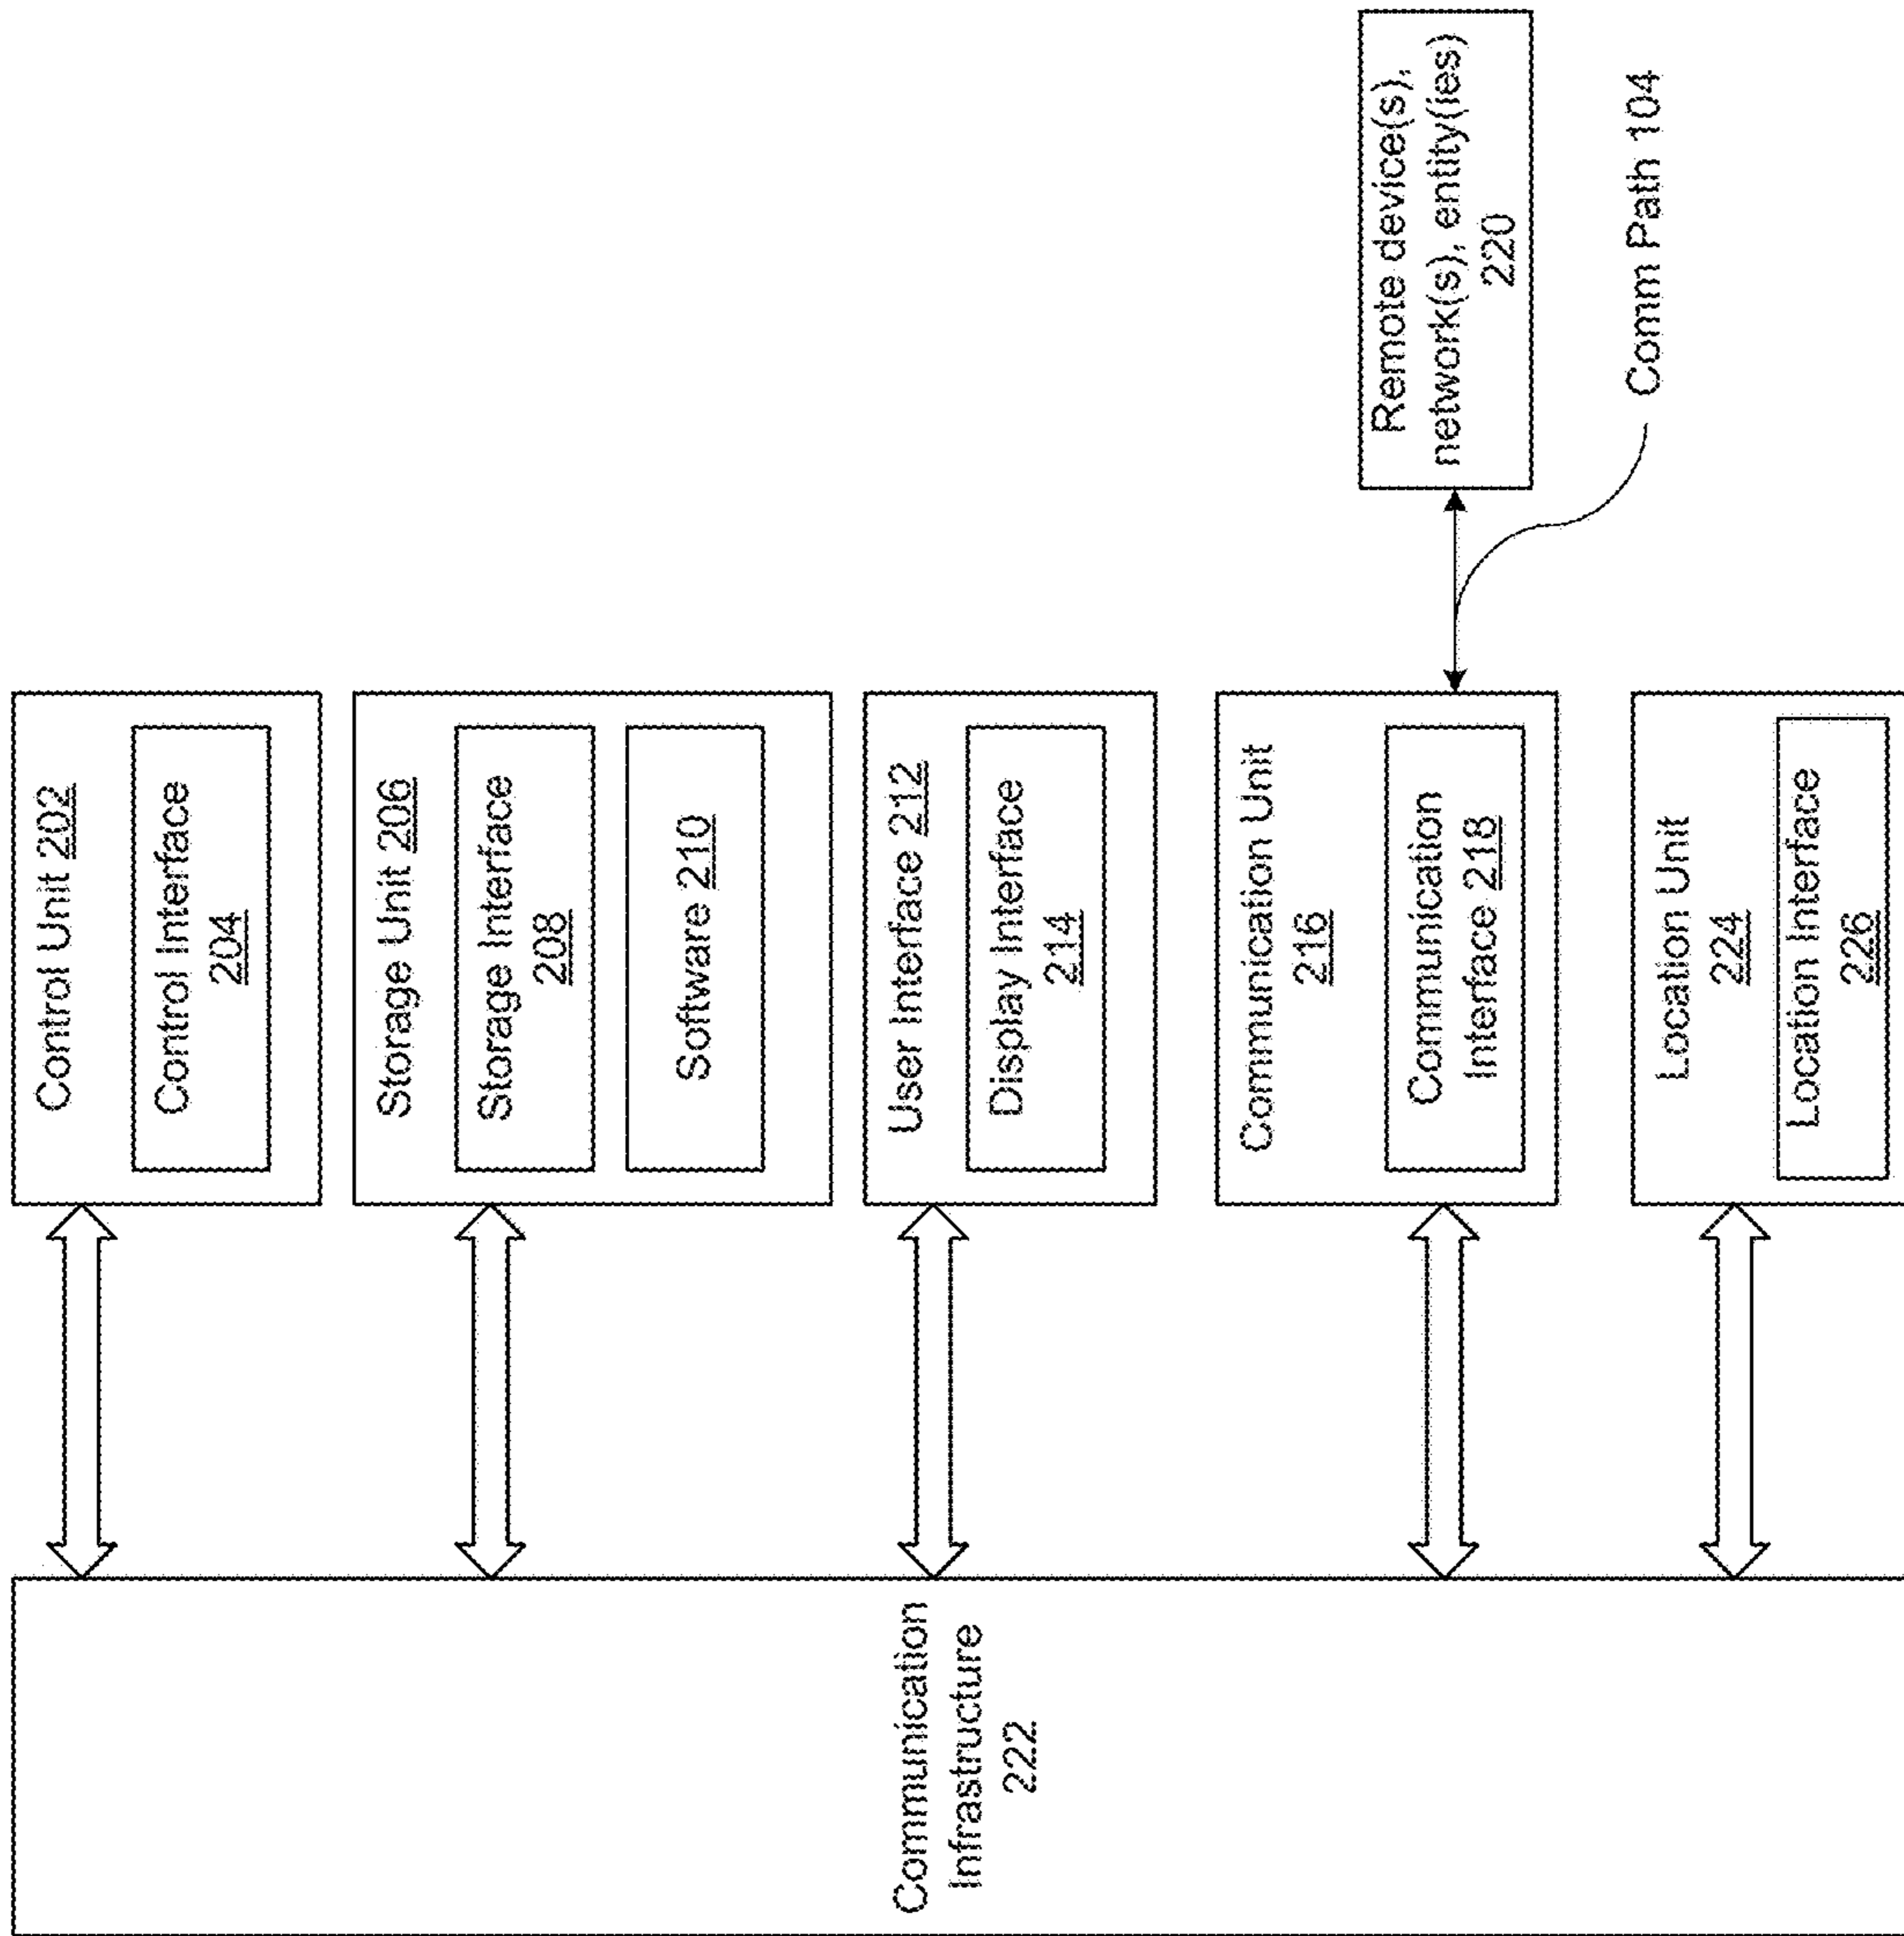 Control Unit 202
Control Interface
204
Storage Unit 206
Storage Interface
208
Software 210
User Interface 212
Display Interface
214
Communication Unit
216
Communication
Interface 218
Location Unit
224
Location Interface
226
Communication
Infrastructure
222
Remote device(s),
network(s), entity(ies)
220
Comm Path 104